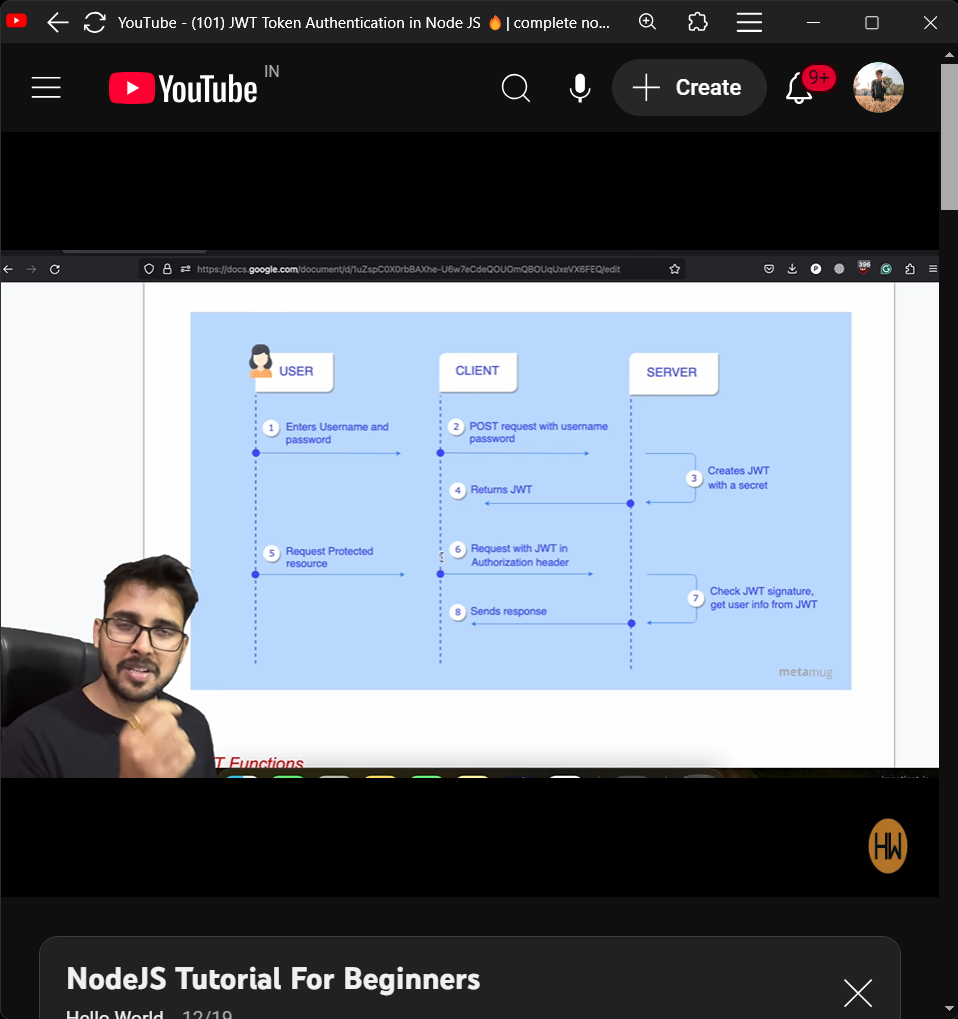 YouTube - (101) JWT Token Authentication in Node JS 🔥 | complete no...
YouTube IN
Create
9+
https://docs.google.com/document/d/1uZspC0X0rbBAXhe-U6w7eCdeQOUOmQBOUqUxeVX6FEQ/edit
396
USER
CLIENT
SERVER
1 Enters Username and
password
2 POST request with username
password
3 Creates JWT
with a secret
4 Returns JWT
5 Request Protected
resource
6 Request with JWT in
Authorization header
7 Check JWT signature,
get user info from JWT
8 Sends response
metamug
T Functions
HW
NodeJS Tutorial For Beginners
Hello World - 12/19